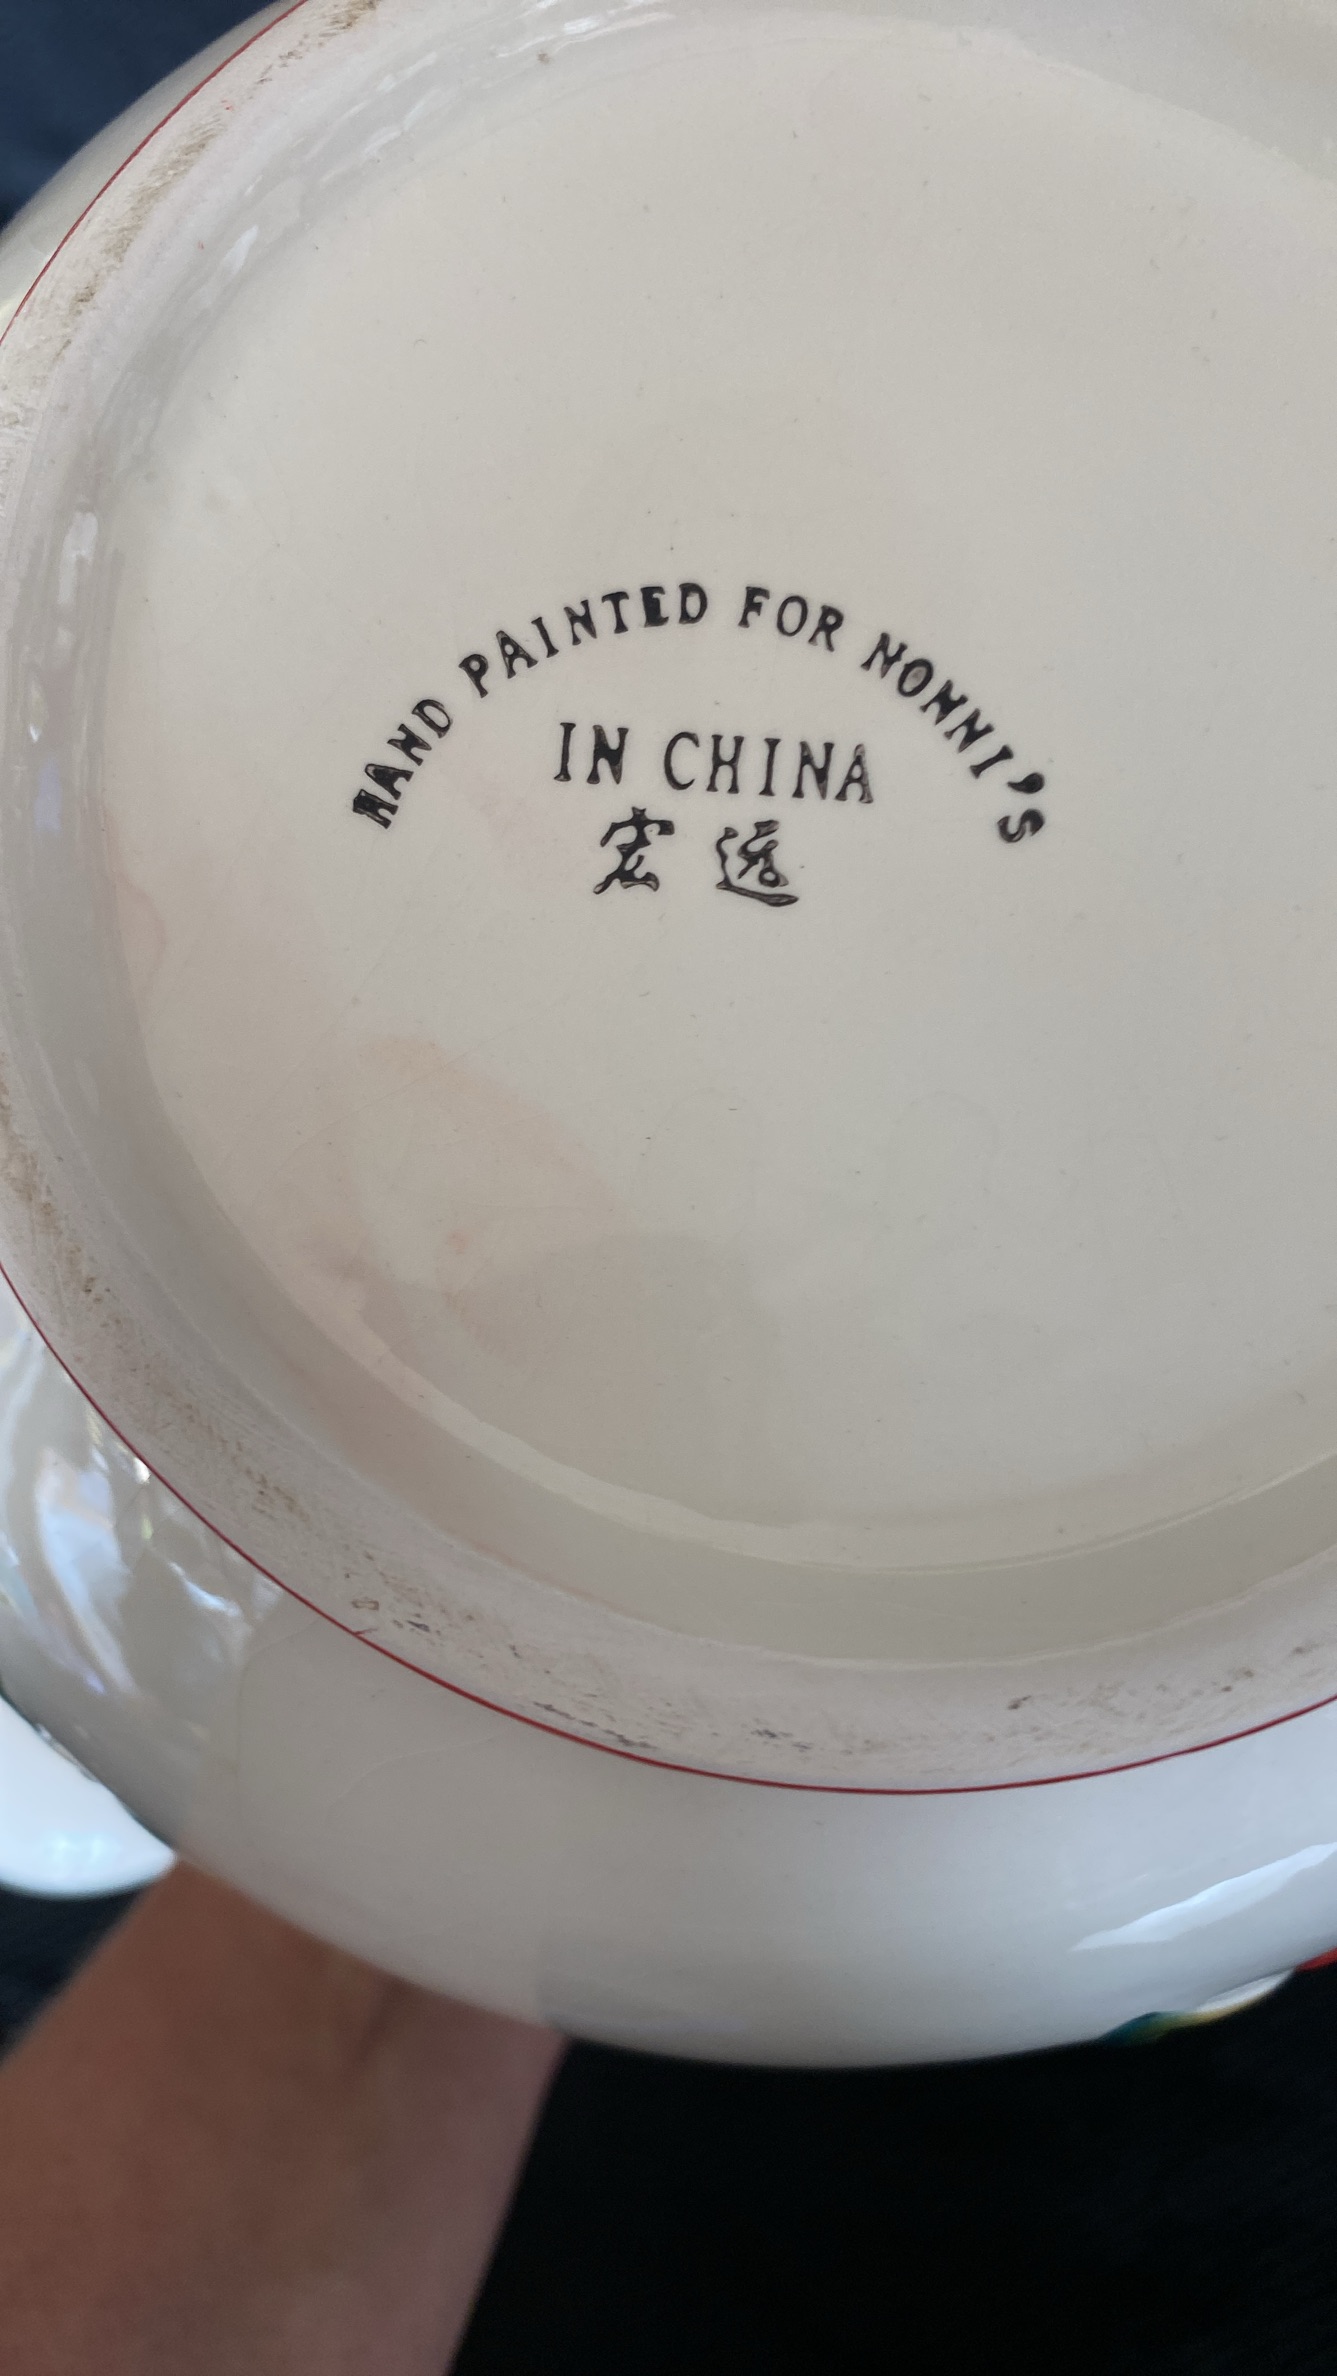 HAND PAINTED FOR NONNI'S
IN CHINA
宏远